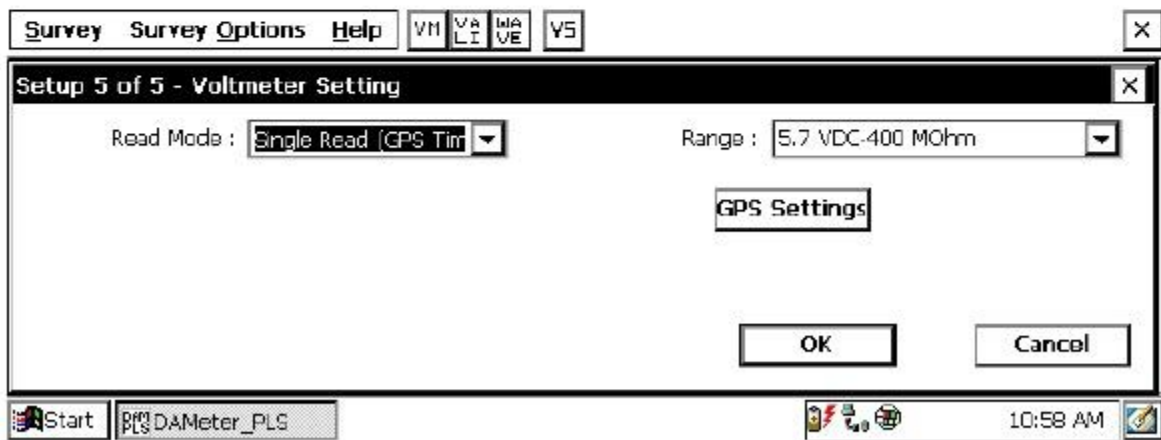 Survey Survey Options Help VM VA LI WA VE VS
Setup 5 of 5 - Voltmeter Setting
Read Mode : Single Read (GPS Tim Range : 5.7 VDC-400 MOhm
GPS Settings
OK Cancel
Start DAMeter_PLS 10:58 AM